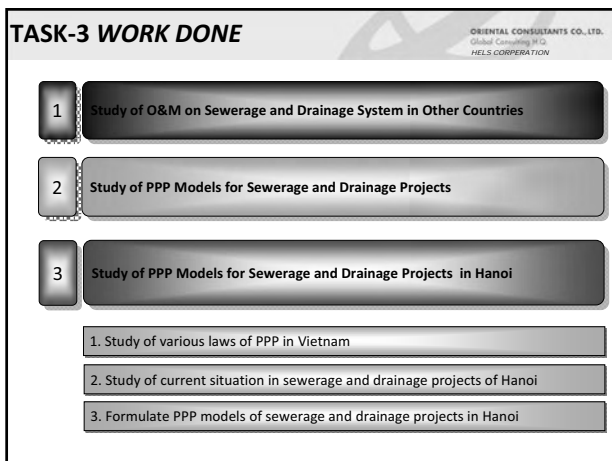 TASK-3 WORK DONE
ORIENTAL CONSULTANTS CO., LTD.
Global Consulting H.Q.
HELS CORPERATION
1
Study of O&M on Sewerage and Drainage System in Other Countries
2
Study of PPP Models for Sewerage and Drainage Projects
3
Study of PPP Models for Sewerage and Drainage Projects in Hanoi
1. Study of various laws of PPP in Vietnam
2. Study of current situation in sewerage and drainage projects of Hanoi
3. Formulate PPP models of sewerage and drainage projects in Hanoi